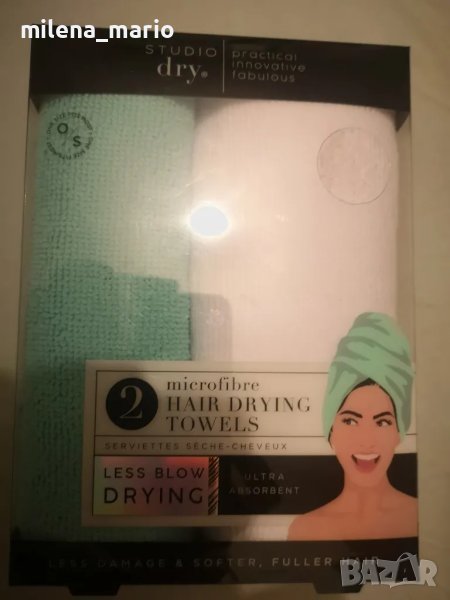 milena_mario
STUDIO
dry®
practical
innovative
fabulous
O/S
2
microfibre
HAIR DRYING
TOWELS
SERVIETTES SÈCHE-CHEVEUX
LESS BLOW
DRYING
ULTRA
ABSORBENT
LESS DAMAGE & SOFTER, FULLER HAIR
BAZAR